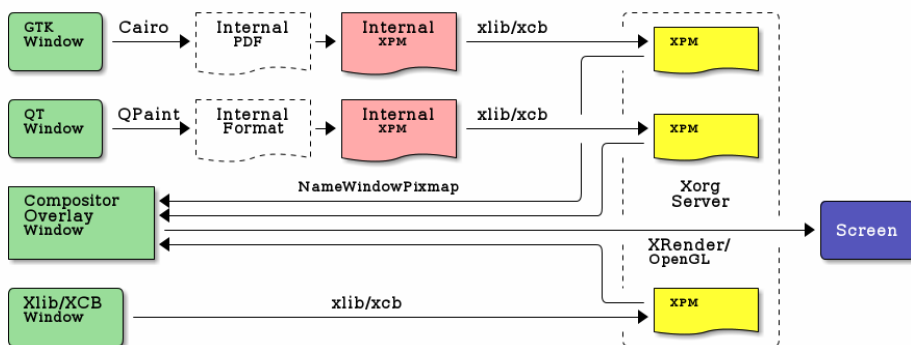 GTK
Window
Cairo
Internal
PDF
Internal
XPM
xlib/xcb
XPM
QT
Window
QPaint
Internal
Format
Internal
XPM
xlib/xcb
XPM
NameWindowPixmap
Compositor
Overlay
Window
Xorg
Server
Screen
XRender/
OpenGL
Xlib/XCB
Window
xlib/xcb
XPM